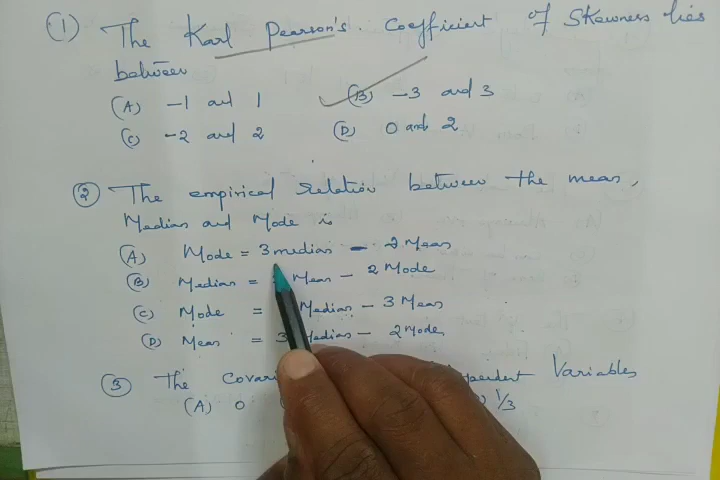 (1) The Karl Pearson's. Coefficient of Skewness lies
between
(A) -1 and 1 (B) -3 and 3
(C) -2 and 2 (D) 0 and 2
(2) The empirical relation between the mean,
Median and Mode is
(A) Mode = 3 median - 2 Mean
(B) Median = Mean - 2 Mode
(C) Mode = Median - 3 Mean
(D) Mean = 3 Median - 2 Mode
(3) The Variables
(A) 0 1/3